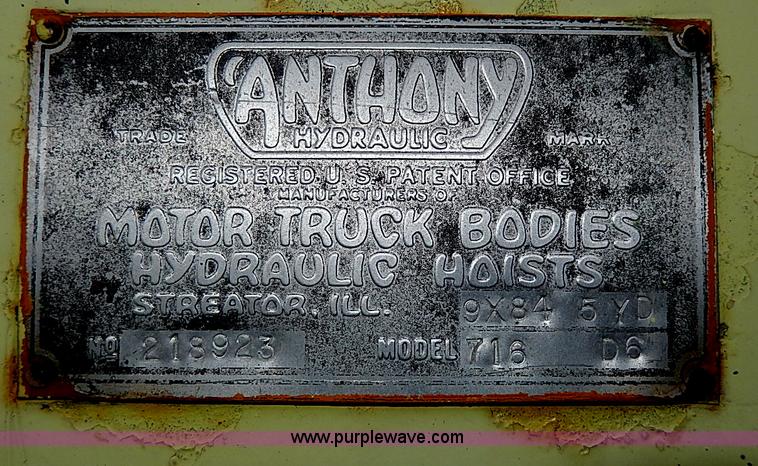 ANTHONY
HYDRAULIC
TRADE MARK
REGISTERED U.S. PATENT OFFICE
MANUFACTURERS OF
MOTOR TRUCK BODIES
HYDRAULIC HOISTS
STREATOR, ILL.
9X84 5 YD
NO 218923 MODEL 716 D6
www.purplewave.com